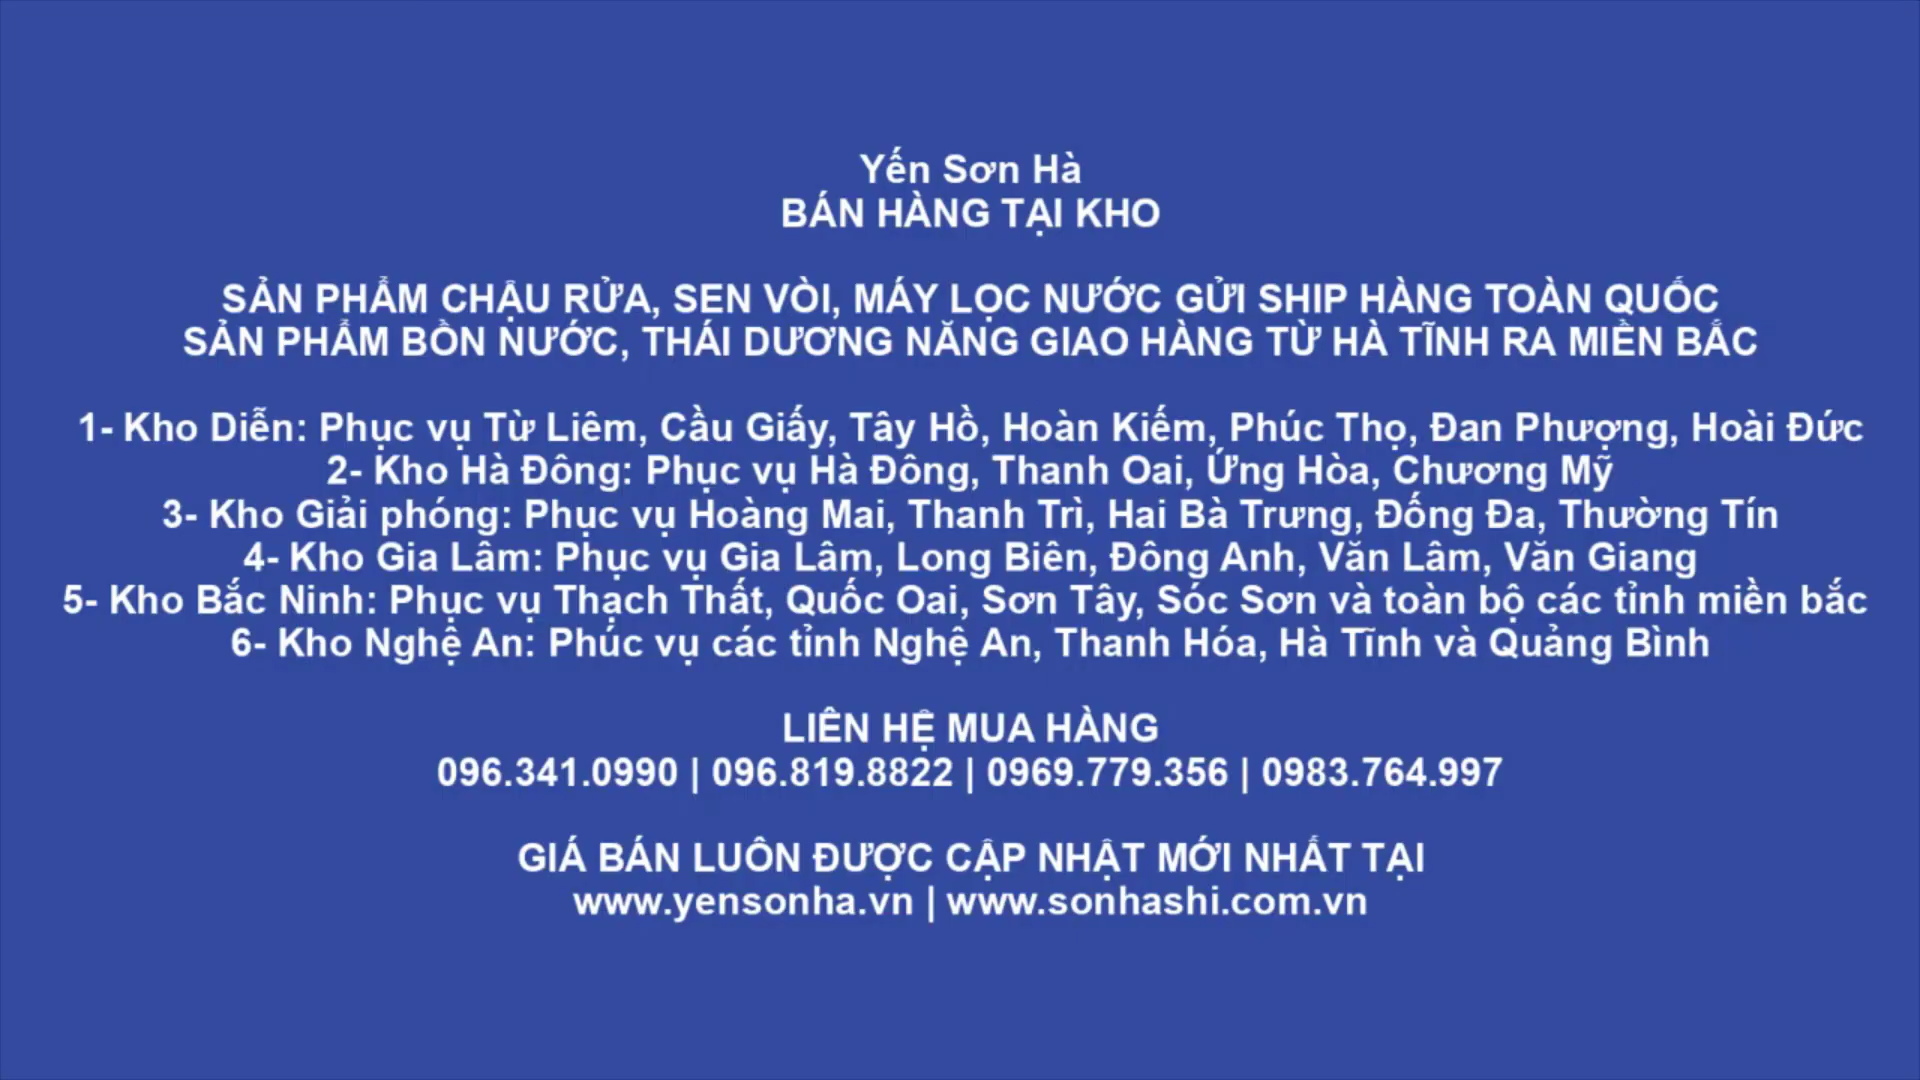 Yến Sơn Hà
BÁN HÀNG TẠI KHO
SẢN PHẨM CHẬU RỬA, SEN VÒI, MÁY LỌC NƯỚC GỬI SHIP HÀNG TOÀN QUỐC
SẢN PHẨM BỒN NƯỚC, THÁI DƯƠNG NĂNG GIAO HÀNG TỪ HÀ TĨNH RA MIỀN BẮC
1- Kho Diễn: Phục vụ Từ Liêm, Cầu Giấy, Tây Hồ, Hoàn Kiếm, Phúc Thọ, Đan Phượng, Hoài Đức
2- Kho Hà Đông: Phục vụ Hà Đông, Thanh Oai, Ứng Hòa, Chương Mỹ
3- Kho Giải phóng: Phục vụ Hoàng Mai, Thanh Trì, Hai Bà Trưng, Đống Đa, Thường Tín
4- Kho Gia Lâm: Phục vụ Gia Lâm, Long Biên, Đông Anh, Văn Lâm, Văn Giang
5- Kho Bắc Ninh: Phục vụ Thạch Thất, Quốc Oai, Sơn Tây, Sóc Sơn và toàn bộ các tỉnh miền bắc
6- Kho Nghệ An: Phúc vụ các tỉnh Nghệ An, Thanh Hóa, Hà Tĩnh và Quảng Bình
LIÊN HỆ MUA HÀNG
096.341.0990 | 096.819.8822 | 0969.779.356 | 0983.764.997
GIÁ BÁN LUÔN ĐƯỢC CẬP NHẬT MỚI NHẤT TẠI
www.yensonha.vn | www.sonhashi.com.vn